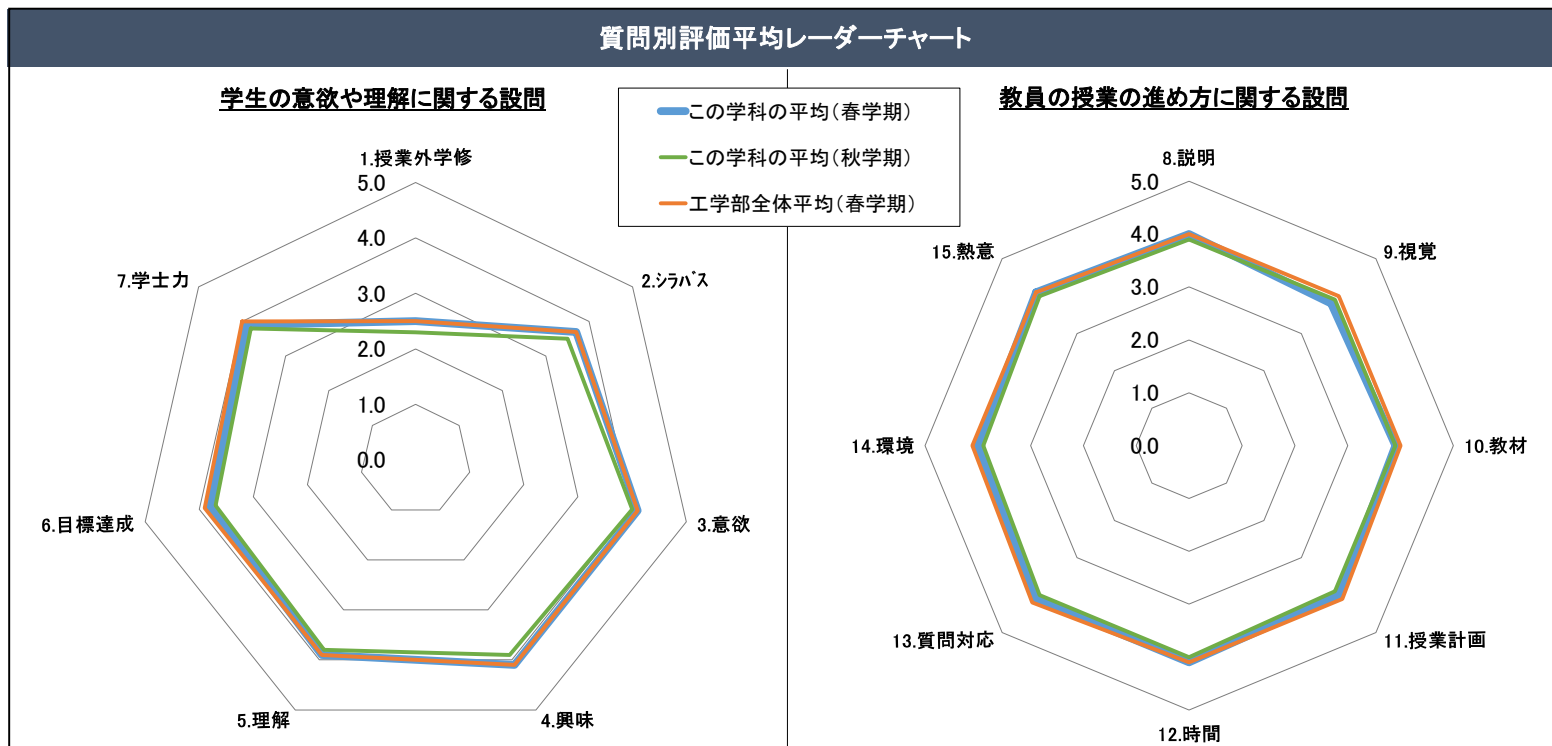 質問別評価平均レーダーチャート
学生の意欲や理解に関する設問
この学科の平均(春学期)
この学科の平均(秋学期)
工学部全体平均(春学期)
教員の授業の進め方に関する設問
1.授業外学修
2.シラバス
3.意欲
4.興味
5.理解
6.目標達成
7.学士力
5.0
4.0
3.0
2.0
1.0
0.0
8.説明
9.視覚
10.教材
11.授業計画
12.時間
13.質問対応
14.環境
15.熱意
5.0
4.0
3.0
2.0
1.0
0.0